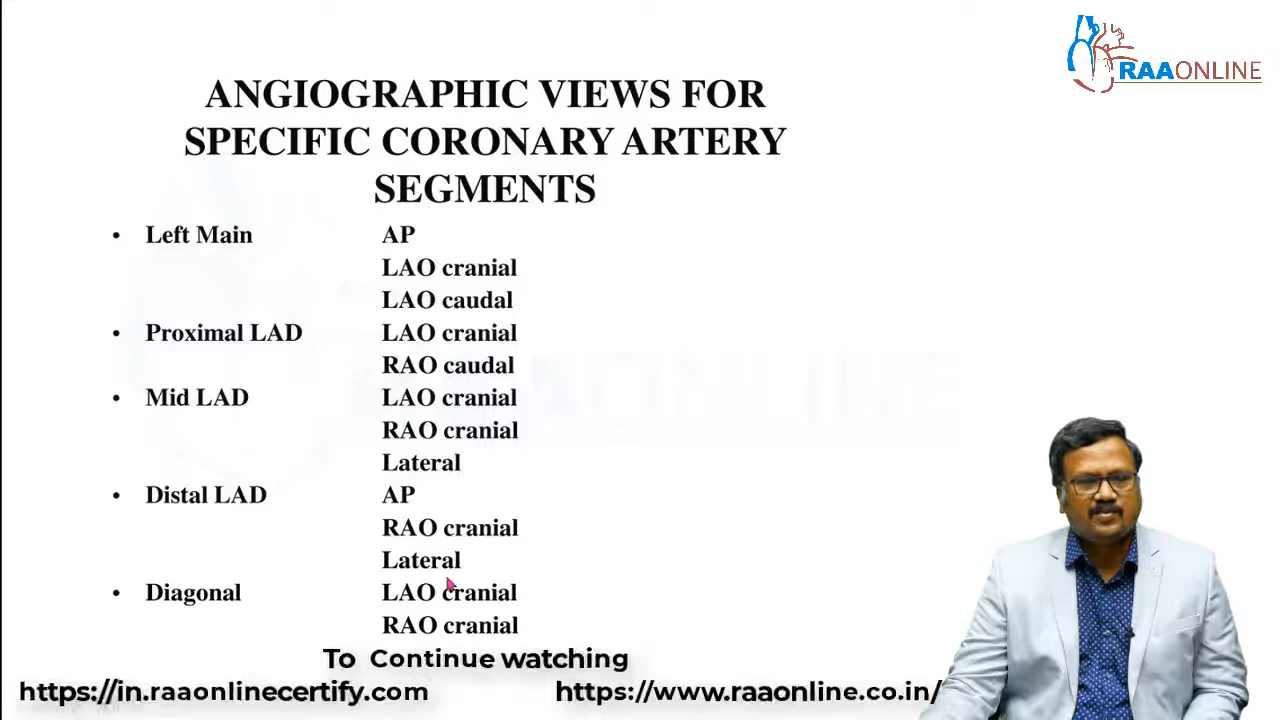 RAAONLINE
ANGIOGRAPHIC VIEWS FOR
SPECIFIC CORONARY ARTERY
SEGMENTS
• Left Main AP
LAO cranial
LAO caudal
• Proximal LAD LAO cranial
RAO caudal
• Mid LAD LAO cranial
RAO cranial
Lateral
• Distal LAD AP
RAO cranial
Lateral
• Diagonal LAO cranial
RAO cranial
RAAONLINE
To Continue watching
https://in.raaonlinecertify.com https://www.raaonline.co.in/